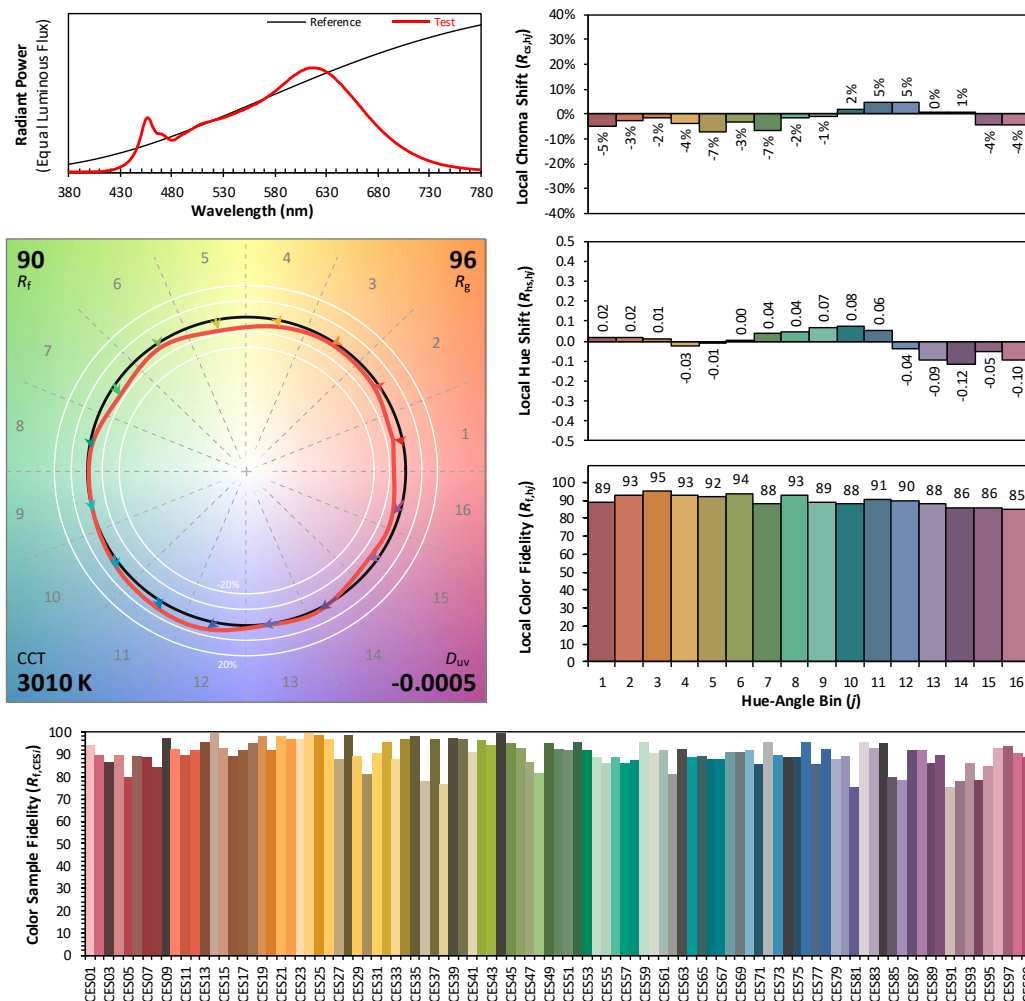 Reference
Test
Radiant Power
(Equal Luminous Flux)
380 430 480 530 580 630 680 730 780
Wavelength (nm)
Local Chroma Shift (Rcs,hj)
40%
30%
20%
10%
0%
-10%
-20%
-30%
-40%
-5% -3% -2% -4% -7% -3% -7% -2% -1% 2% 5% 5% 0% 1% -4% -4%
90
Rf
96
Rg
5 4
6 3
7 2
8 1
9 16
10 15
11 14
12 13
-20%
20%
CCT
3010 K
Duv
-0.0005
Local Hue Shift (Rhs,hj)
0.5
0.4
0.3
0.2
0.1
0.0
-0.1
-0.2
-0.3
-0.4
-0.5
0.02 0.02 0.01 -0.03 -0.01 0.00 0.04 0.04 0.07 0.08 0.06 -0.04 -0.09 -0.12 -0.05 -0.10
Local Color Fidelity (Rf,hj)
100
90
80
70
60
50
40
30
20
10
0
89 93 95 93 92 94 88 93 89 88 91 90 88 86 86 85
1 2 3 4 5 6 7 8 9 10 11 12 13 14 15 16
Hue-Angle Bin (j)
Color Sample Fidelity (Rf,CESi)
100
90
80
70
60
50
40
30
20
10
0
CES01 CES03 CES05 CES07 CES09 CES11 CES13 CES15 CES17 CES19 CES21 CES23 CES25 CES27 CES29 CES31 CES33 CES35 CES37 CES39 CES41 CES43 CES45 CES47 CES49 CES51 CES53 CES55 CES57 CES59 CES61 CES63 CES65 CES67 CES69 CES71 CES73 CES75 CES77 CES79 CES81 CES83 CES85 CES87 CES89 CES91 CES93 CES95 CES97